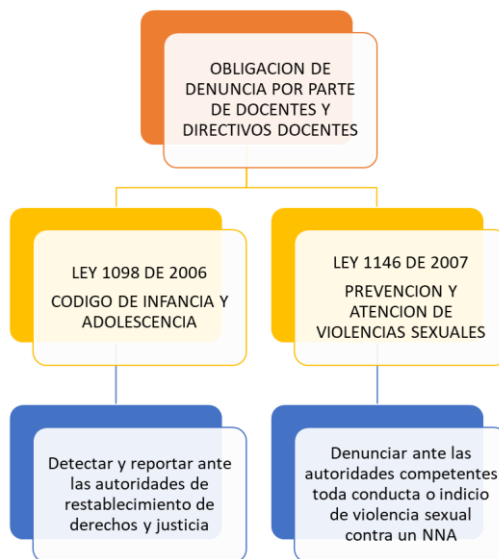 OBLIGACION DE
DENUNCIA POR PARTE
DE DOCENTES Y
DIRECTIVOS DOCENTES
LEY 1098 DE 2006
CODIGO DE INFANCIA Y
ADOLESCENCIA
LEY 1146 DE 2007
PREVENCION Y
ATENCION DE
VIOLENCIAS SEXUALES
Detectar y reportar ante
las autoridades de
restablecimiento de
derechos y justicia
Denunciar ante las
autoridades competentes
toda conducta o indicio
de violencia sexual
contra un NNA